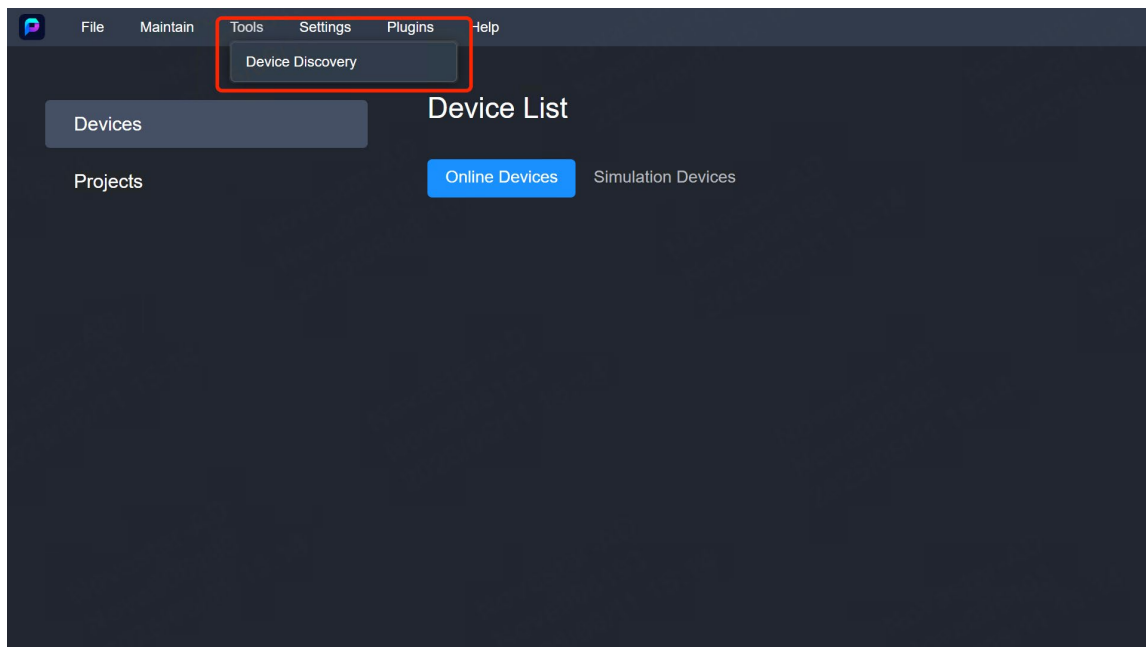 File Maintain Tools Settings Plugins Help
Device Discovery
Devices
Projects
Device List
Online Devices Simulation Devices